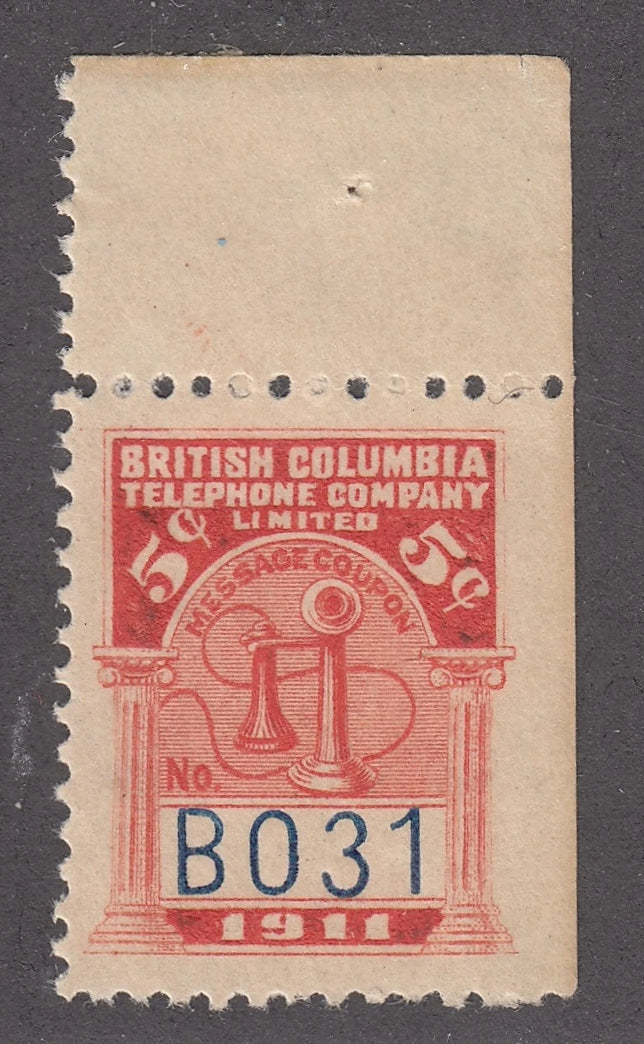 BRITISH COLUMBIA
TELEPHONE COMPANY
LIMITED
5¢ 5¢
MESSAGE COUPON
No.
B031
1911